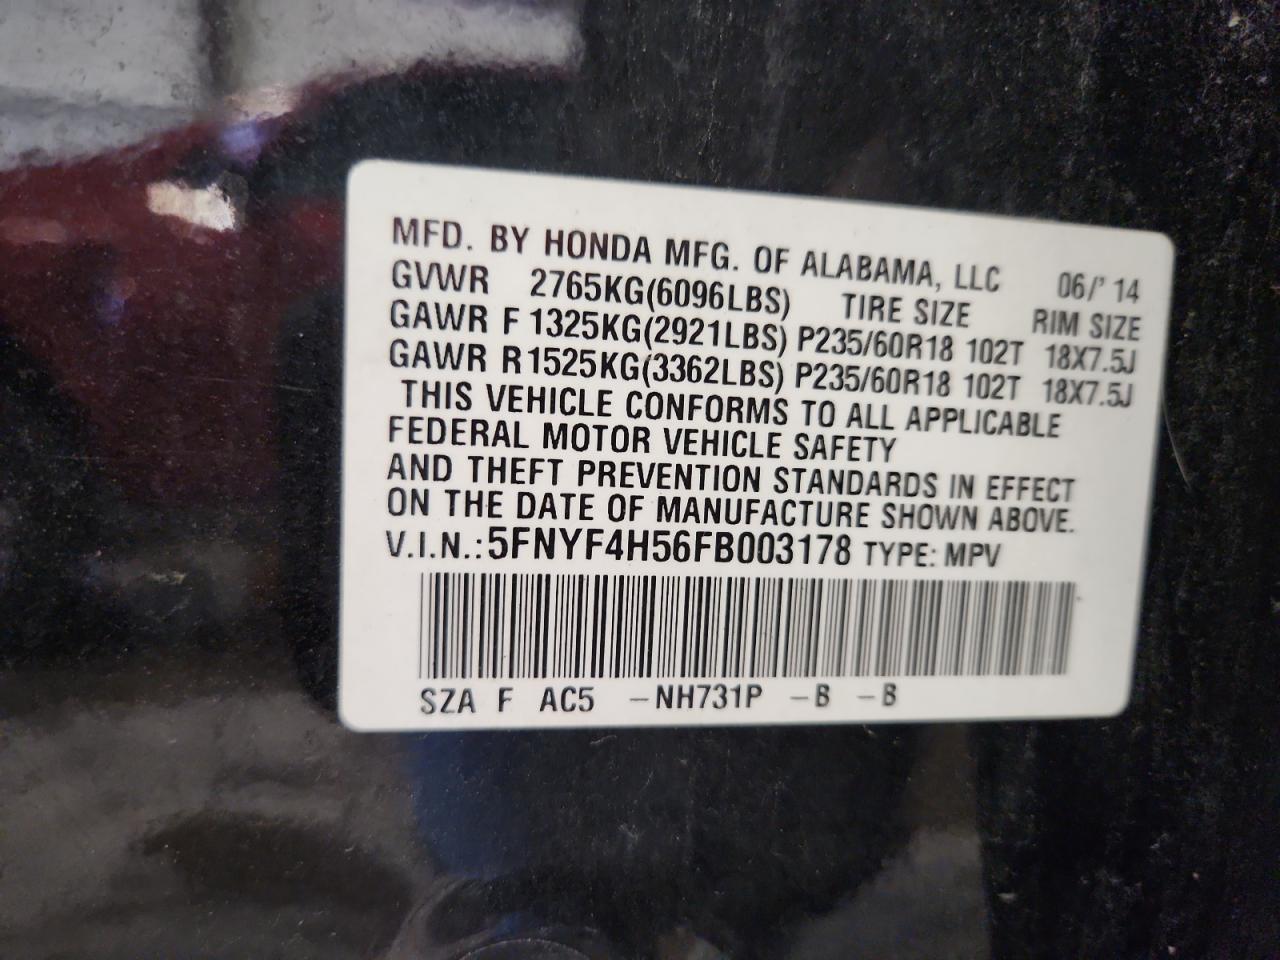 MFD. BY HONDA MFG. OF ALABAMA, LLC 06/'14
GVWR 2765KG(6096LBS) TIRE SIZE RIM SIZE
GAWR F 1325KG(2921LBS) P235/60R18 102T 18X7.5J
GAWR R 1525KG(3362LBS) P235/60R18 102T 18X7.5J
THIS VEHICLE CONFORMS TO ALL APPLICABLE
FEDERAL MOTOR VEHICLE SAFETY
AND THEFT PREVENTION STANDARDS IN EFFECT
ON THE DATE OF MANUFACTURE SHOWN ABOVE.
V.I.N.: 5FNYF4H56FB003178 TYPE: MPV
SZA F AC5 -NH731P -B -B